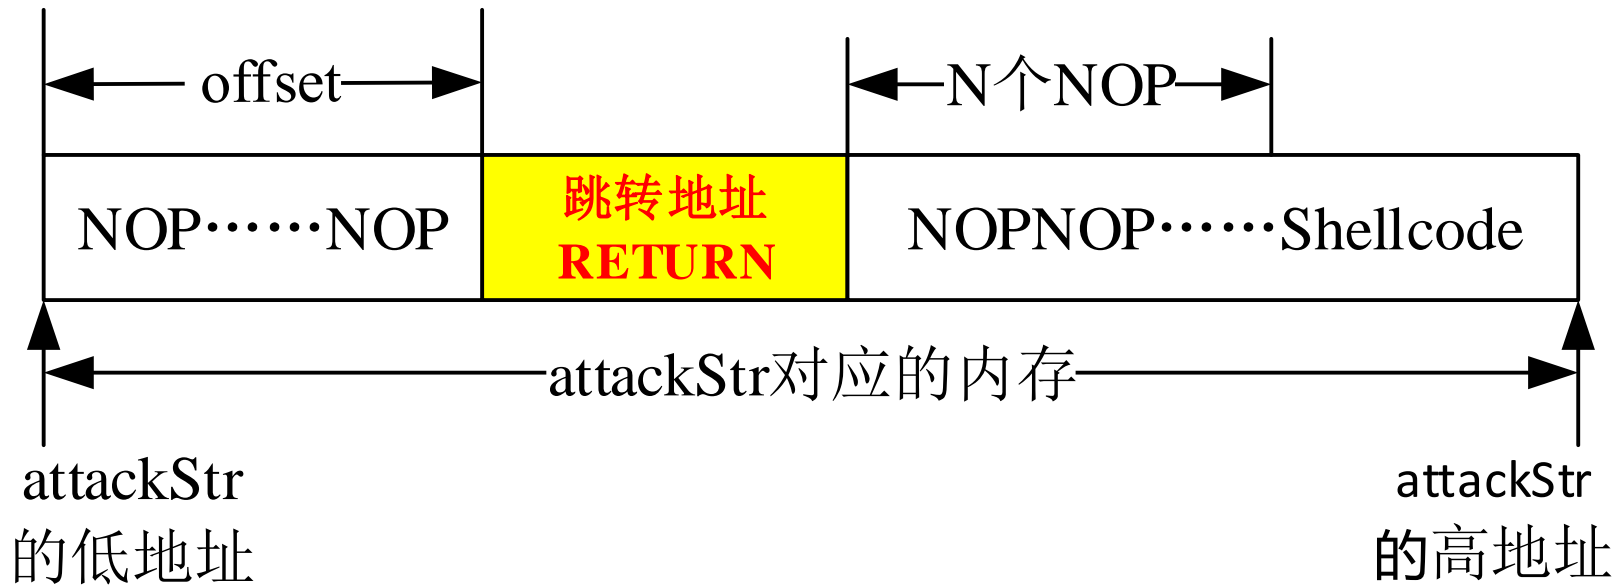 offset
N个NOP
NOP……NOP
跳转地址
RETURN
NOPNOP……Shellcode
attackStr对应的内存
attackStr
的低地址
attackStr
的高地址